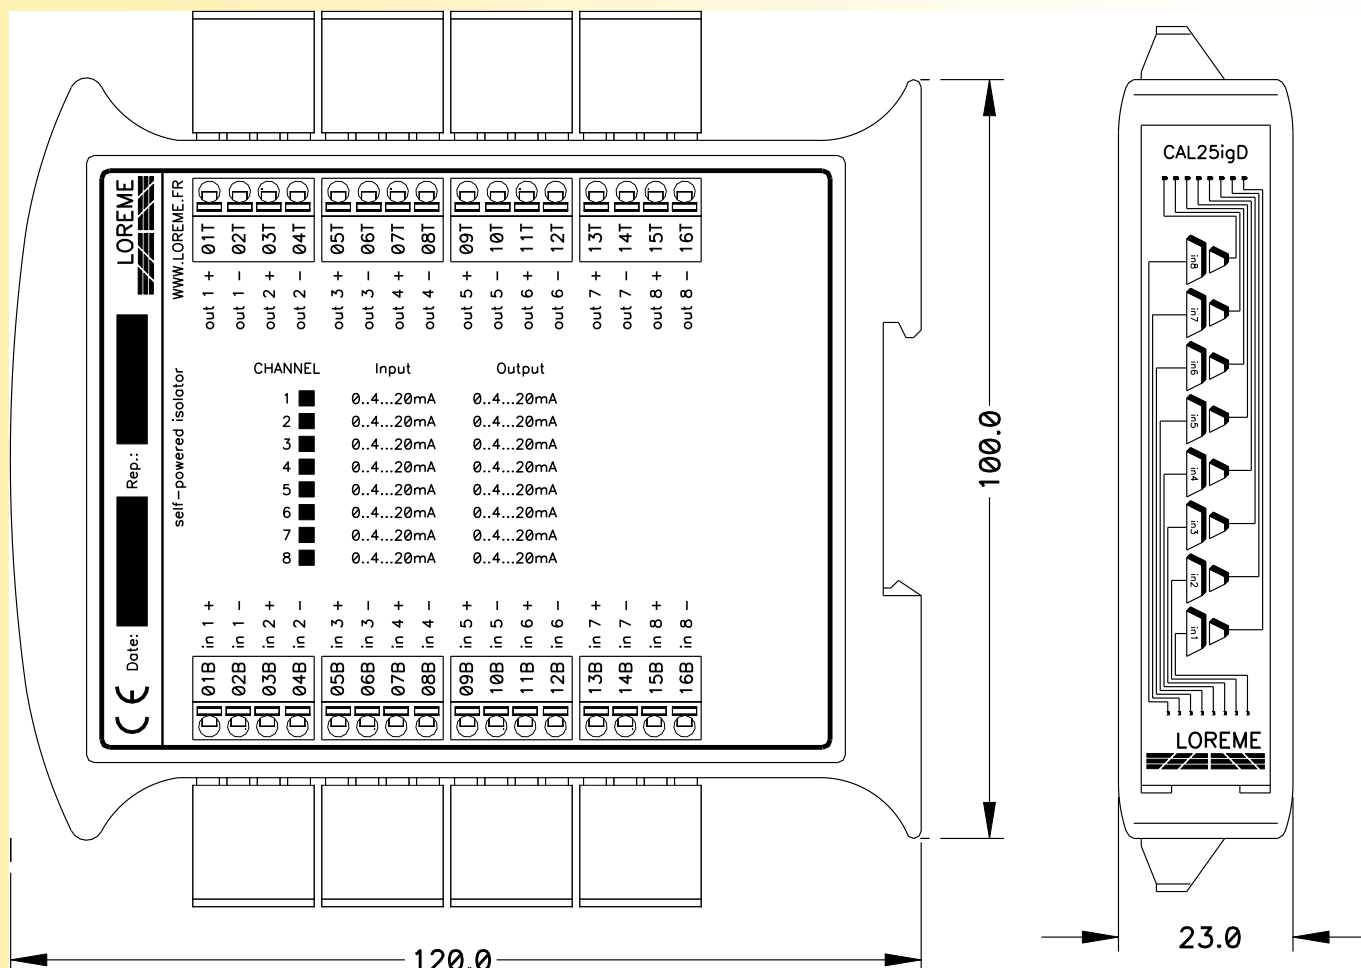 LOREME
WWW.LOREME.FR
01T 02T 03T 04T 05T 06T 07T 08T 09T 10T 11T 12T 13T 14T 15T 16T
out 1 + out 1 - out 2 + out 2 - out 3 + out 3 - out 4 + out 4 - out 5 + out 5 - out 6 + out 6 - out 7 + out 7 - out 8 + out 8 -
CHANNEL Input Output
1 0..4...20mA 0..4...20mA
2 0..4...20mA 0..4...20mA
3 0..4...20mA 0..4...20mA
4 0..4...20mA 0..4...20mA
5 0..4...20mA 0..4...20mA
6 0..4...20mA 0..4...20mA
7 0..4...20mA 0..4...20mA
8 0..4...20mA 0..4...20mA
self-powered isolator
Rep.:
Date:
CE
in 1 + in 1 - in 2 + in 2 - in 3 + in 3 - in 4 + in 4 - in 5 + in 5 - in 6 + in 6 - in 7 + in 7 - in 8 + in 8 -
01B 02B 03B 04B 05B 06B 07B 08B 09B 10B 11B 12B 13B 14B 15B 16B
100.0
120.0
CAL25igD
in8
in7
in6
in5
in4
in3
in2
in1
LOREME
23.0